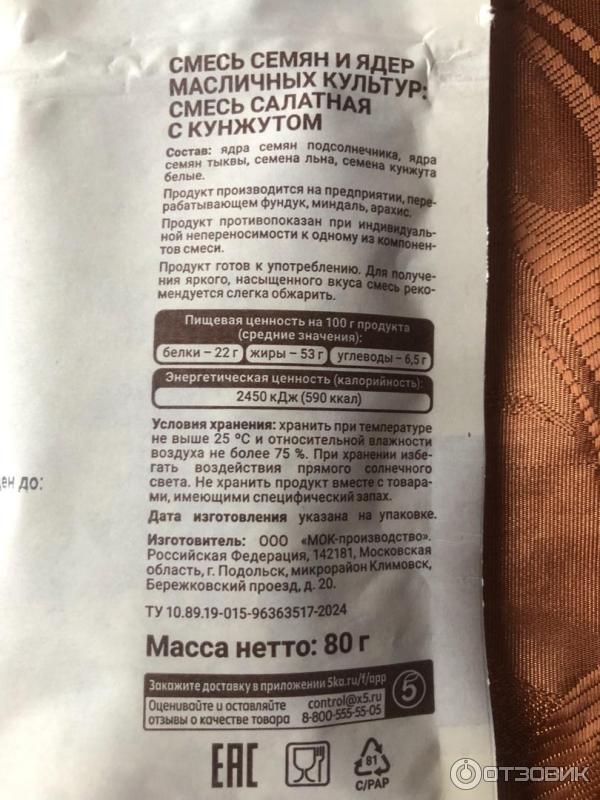 СМЕСЬ СЕМЯН И ЯДЕР
МАСЛИЧНЫХ КУЛЬТУР:
СМЕСЬ САЛАТНАЯ
С КУНЖУТОМ
Состав: ядра семян подсолнечника, ядра
семян тыквы, семена льна, семена кунжута
белые.
Продукт производится на предприятии, пере-
рабатывающем фундук, миндаль, арахис.
Продукт противопоказан при индивидуаль-
ной непереносимости к одному из компонен-
тов смеси.
Продукт готов к употреблению. Для получе-
ния яркого, насыщенного вкуса смесь реко-
мендуется слегка обжарить.
Пищевая ценность на 100 г продукта
(средние значения):
белки – 22 г жиры – 53 г углеводы – 6,5 г
Энергетическая ценность (калорийность):
2450 кДж (590 ккал)
Условия хранения: хранить при температуре
не выше 25 °С и относительной влажности
воздуха не более 75 %. При хранении избе-
гать воздействия прямого солнечного
света. Не хранить продукт вместе с товара-
ми, имеющими специфический запах.
Дата изготовления указана на упаковке.
ен до:
Изготовитель: ООО «МОК-производство».
Российская Федерация, 142181, Московская
область, г. Подольск, микрорайон Климовск,
Бережковский проезд, д. 20.
ТУ 10.89.19-015-96363517-2024
Масса нетто: 80 г
Закажите доставку в приложении 5ka.ru/f/app
Оценивайте и оставляйте control@x5.ru
отзывы о качестве товара 8-800-555-55-05
5
EAC
81
C/PAP
ОТЗОВИК